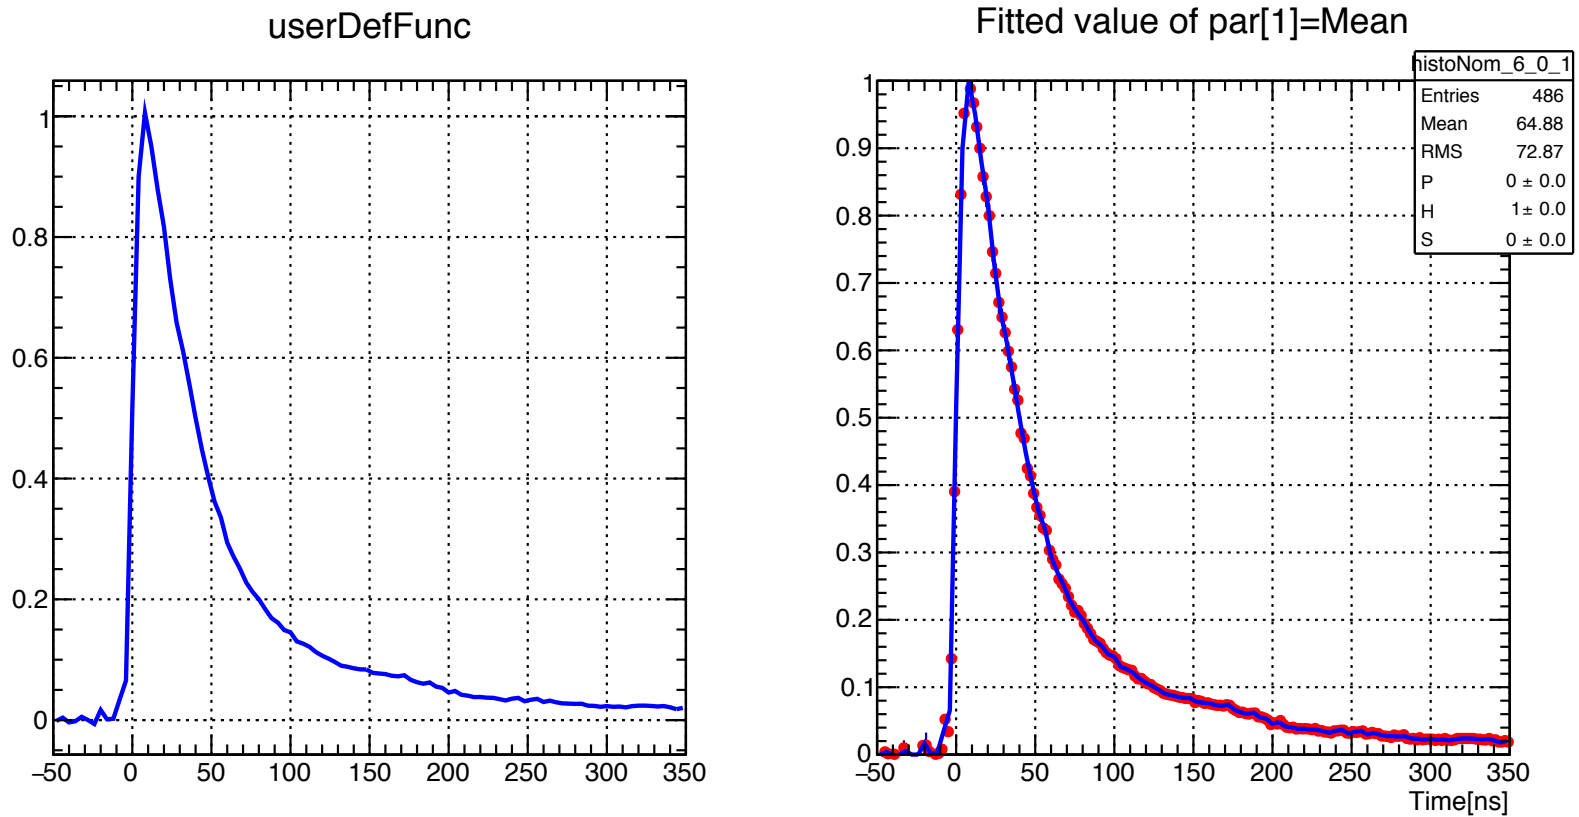 userDefFunc
1
0.8
0.6
0.4
0.2
0
−50 0 50 100 150 200 250 300 350
Fitted value of par[1]=Mean
histoNom_6_0_1
Entries 486
Mean 64.88
RMS 72.87
P 0 ± 0.0
H 1± 0.0
S 0 ± 0.0
1
0.9
0.8
0.7
0.6
0.5
0.4
0.3
0.2
0.1
0
−50 0 50 100 150 200 250 300 350
Time[ns]